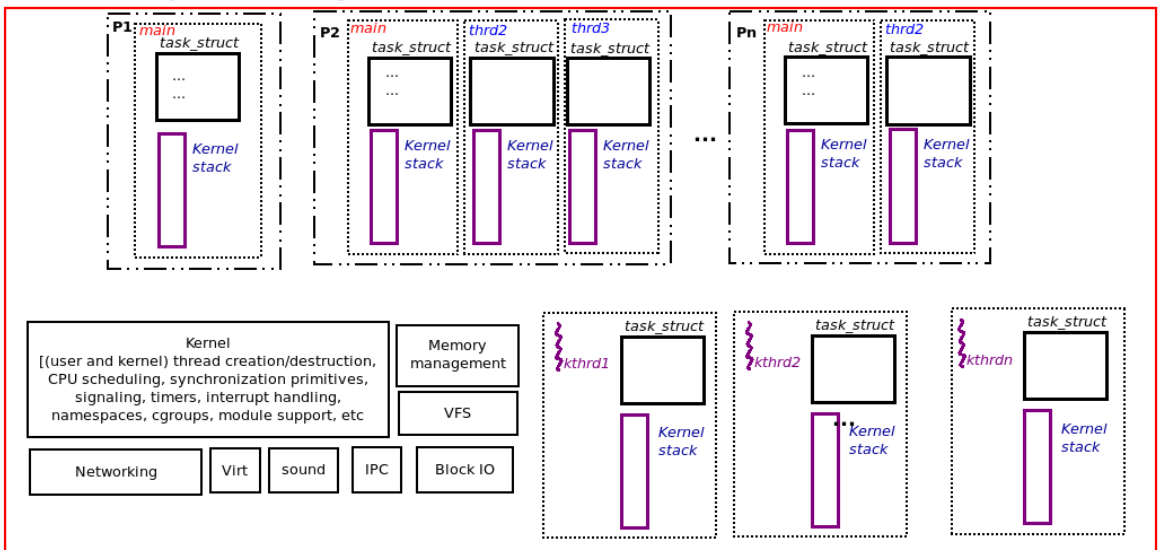 P1
main
task_struct
...
...
Kernel
stack
P2
main
task_struct
...
...
Kernel
stack
thrd2
task_struct
Kernel
stack
thrd3
task_struct
Kernel
stack
...
Pn
main
task_struct
...
...
Kernel
stack
thrd2
task_struct
Kernel
stack
Kernel
[(user and kernel) thread creation/destruction,
CPU scheduling, synchronization primitives,
signaling, timers, interrupt handling,
namespaces, cgroups, module support, etc
Memory
management
VFS
Networking
Virt
sound
IPC
Block IO
kthrd1
task_struct
Kernel
stack
kthrd2
task_struct
...
Kernel
stack
kthrdn
task_struct
Kernel
stack